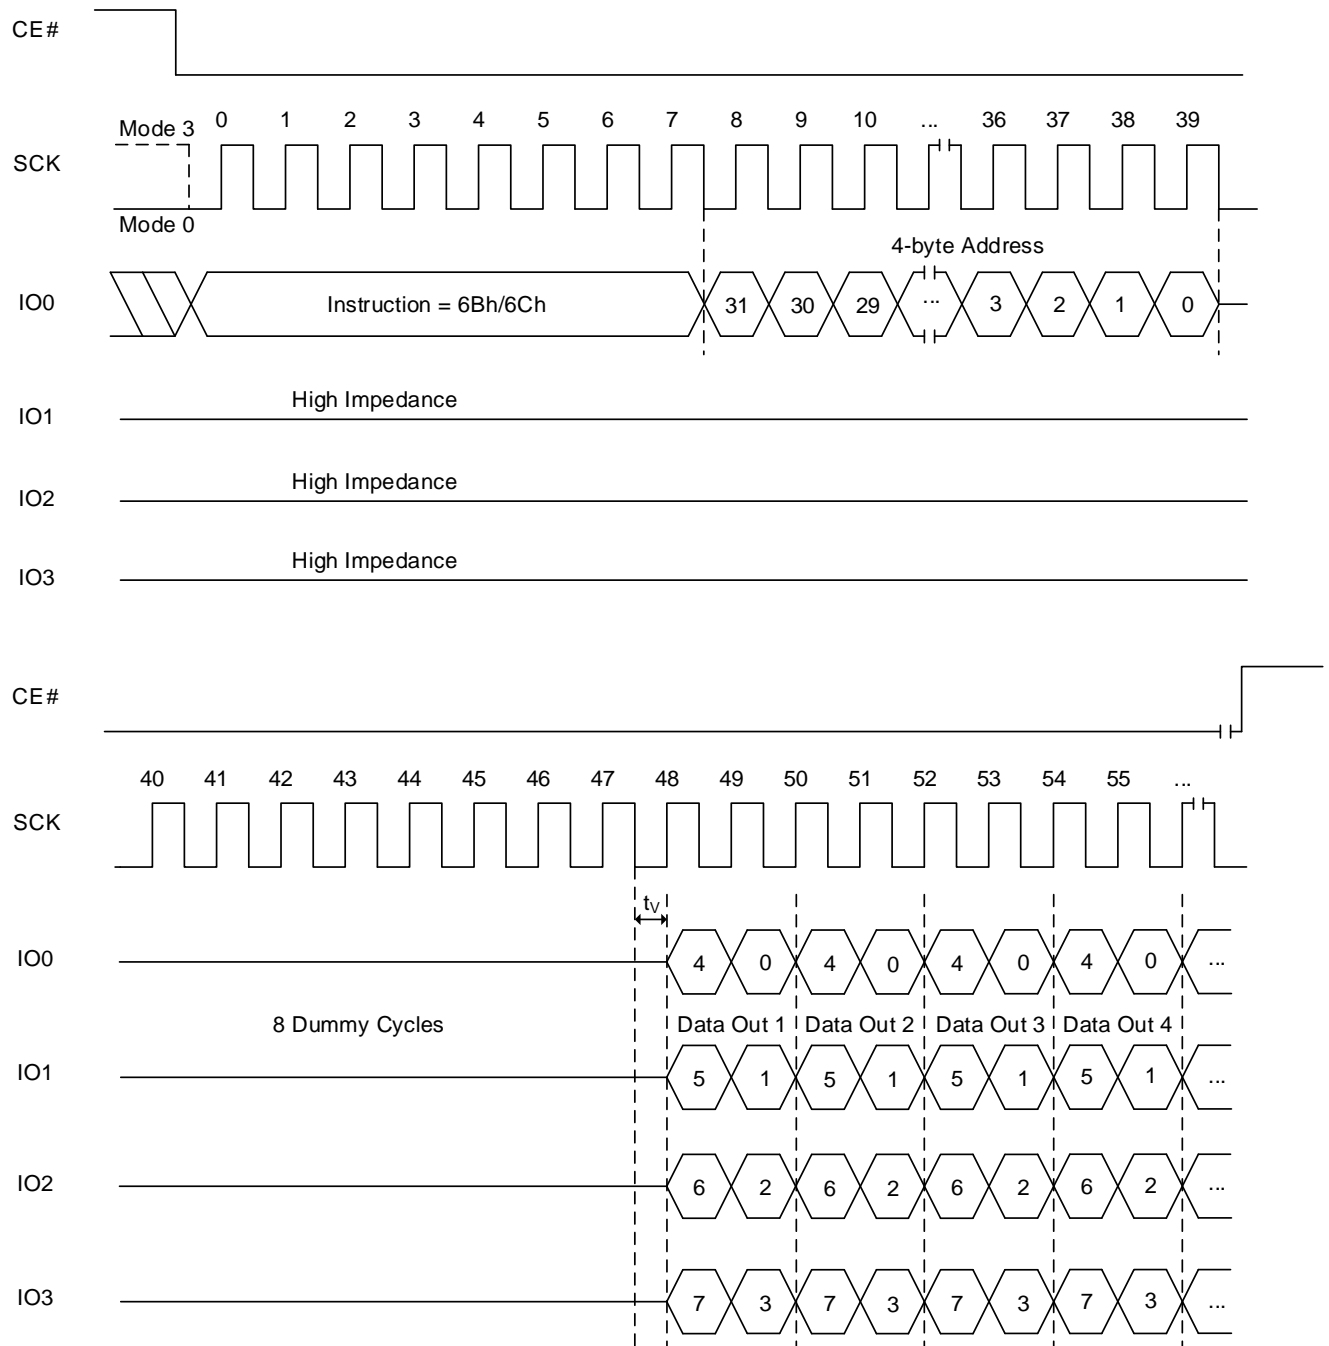 CE#
Mode 3 0 1 2 3 4 5 6 7 8 9 10 ... 36 37 38 39
SCK
Mode 0
4-byte Address
IO0 Instruction = 6Bh/6Ch 31 30 29 ... 3 2 1 0
High Impedance
IO1
High Impedance
IO2
High Impedance
IO3
CE#
40 41 42 43 44 45 46 47 48 49 50 51 52 53 54 55 ...
SCK
tV
IO0 4 0 4 0 4 0 4 0 ...
8 Dummy Cycles Data Out 1 Data Out 2 Data Out 3 Data Out 4
IO1 5 1 5 1 5 1 5 1 ...
IO2 6 2 6 2 6 2 6 2 ...
IO3 7 3 7 3 7 3 7 3 ...